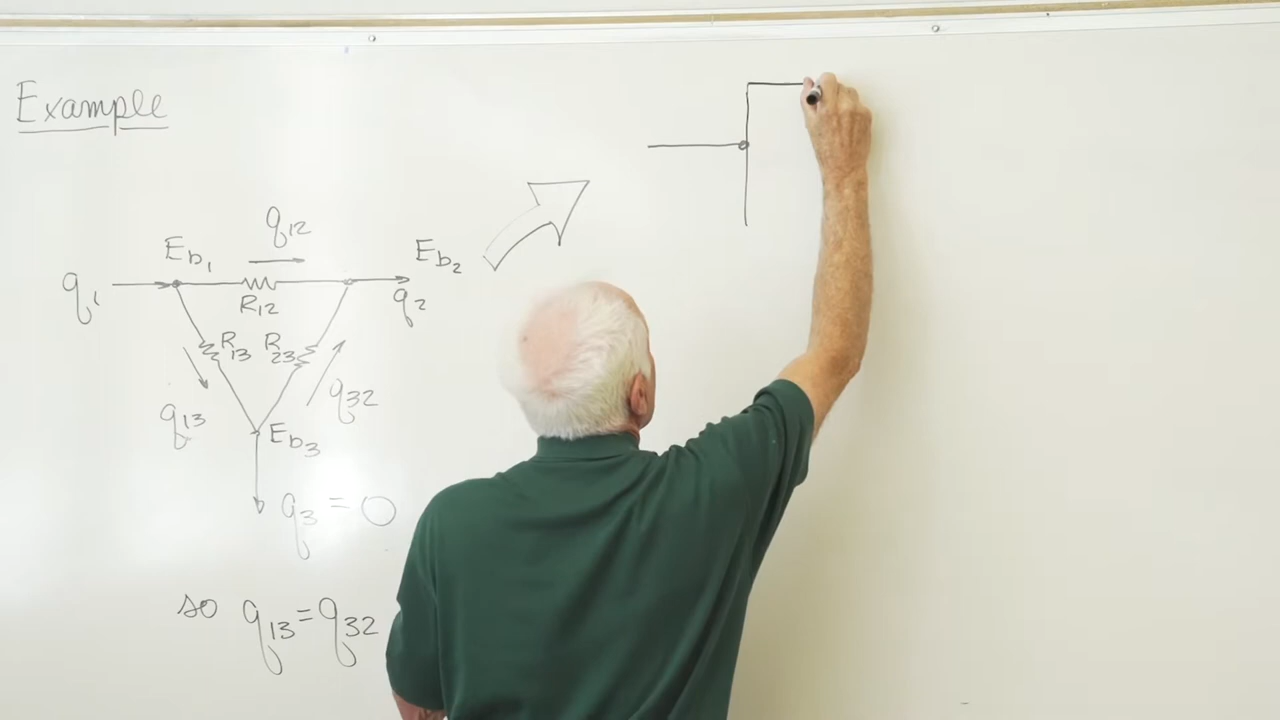 Example
q12
Eb1
Eb2
q1
R12
q2
R13
R23
q13
q32
Eb3
q3 = 0
so q13 = q32